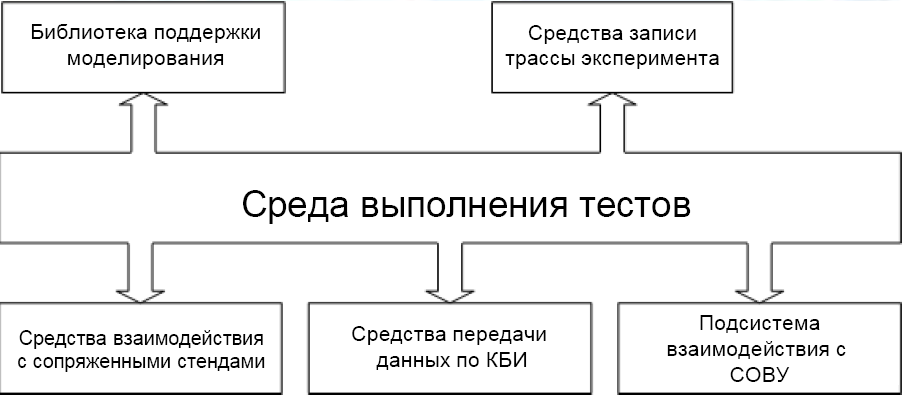 Библиотека поддержки
моделирования
Средства записи
трассы эксперимента
Среда выполнения тестов
Средства взаимодействия
с сопряженными стендами
Средства передачи
данных по КБИ
Подсистема
взаимодействия с
СОВУ